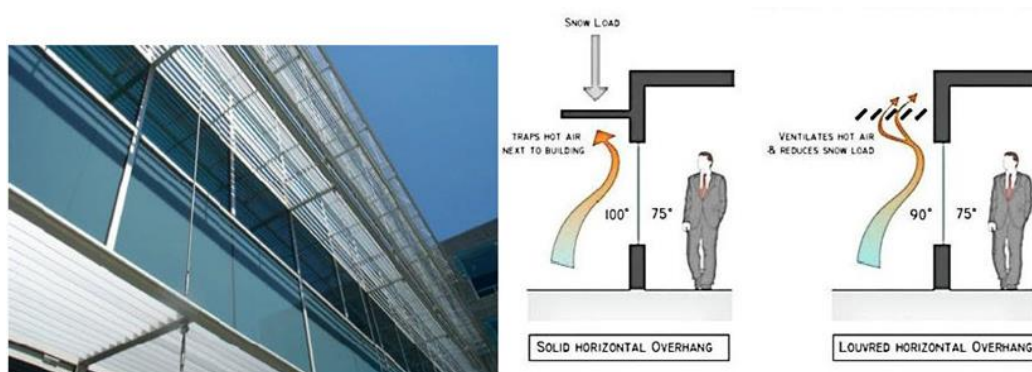 SNOW LOAD
TRAPS HOT AIR
NEXT TO BUILDING
100°
75°
SOLID HORIZONTAL OVERHANG
VENTILATES HOT AIR
& REDUCES SNOW LOAD
90°
75°
LOUVRED HORIZONTAL OVERHANG